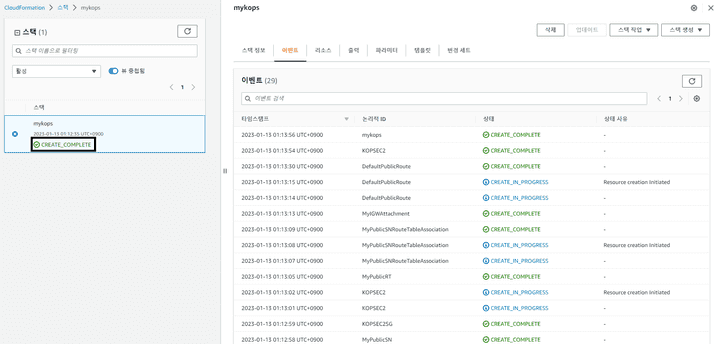 CloudFormation > 스택 > mykops
스택 (1)
스택 이름으로 필터링
활성
뷰 중첩됨
1
스택
mykops
2023-01-13 01:12:35 UTC+0900
CREATE_COMPLETE
mykops
삭제 업데이트 스택 작업 스택 생성
스택 정보 이벤트 리소스 출력 파라미터 템플릿 변경 세트
이벤트 (29)
이벤트 검색
1
타임스탬프 논리적 ID 상태 상태 사유
2023-01-13 01:13:56 UTC+0900 mykops CREATE_COMPLETE -
2023-01-13 01:13:54 UTC+0900 KOPSEC2 CREATE_COMPLETE -
2023-01-13 01:13:30 UTC+0900 DefaultPublicRoute CREATE_COMPLETE -
2023-01-13 01:13:15 UTC+0900 DefaultPublicRoute CREATE_IN_PROGRESS Resource creation Initiated
2023-01-13 01:13:14 UTC+0900 DefaultPublicRoute CREATE_IN_PROGRESS -
2023-01-13 01:13:13 UTC+0900 MyIGWAttachment CREATE_COMPLETE -
2023-01-13 01:13:09 UTC+0900 MyPublicSNRouteTableAssociation CREATE_COMPLETE -
2023-01-13 01:13:08 UTC+0900 MyPublicSNRouteTableAssociation CREATE_IN_PROGRESS Resource creation Initiated
2023-01-13 01:13:07 UTC+0900 MyPublicSNRouteTableAssociation CREATE_IN_PROGRESS -
2023-01-13 01:13:05 UTC+0900 MyPublicRT CREATE_COMPLETE -
2023-01-13 01:13:02 UTC+0900 KOPSEC2 CREATE_IN_PROGRESS Resource creation Initiated
2023-01-13 01:13:01 UTC+0900 KOPSEC2 CREATE_IN_PROGRESS -
2023-01-13 01:12:59 UTC+0900 KOPSEC2SG CREATE_COMPLETE -
2023-01-13 01:12:58 UTC+0900 MyPublicSN CREATE_COMPLETE -